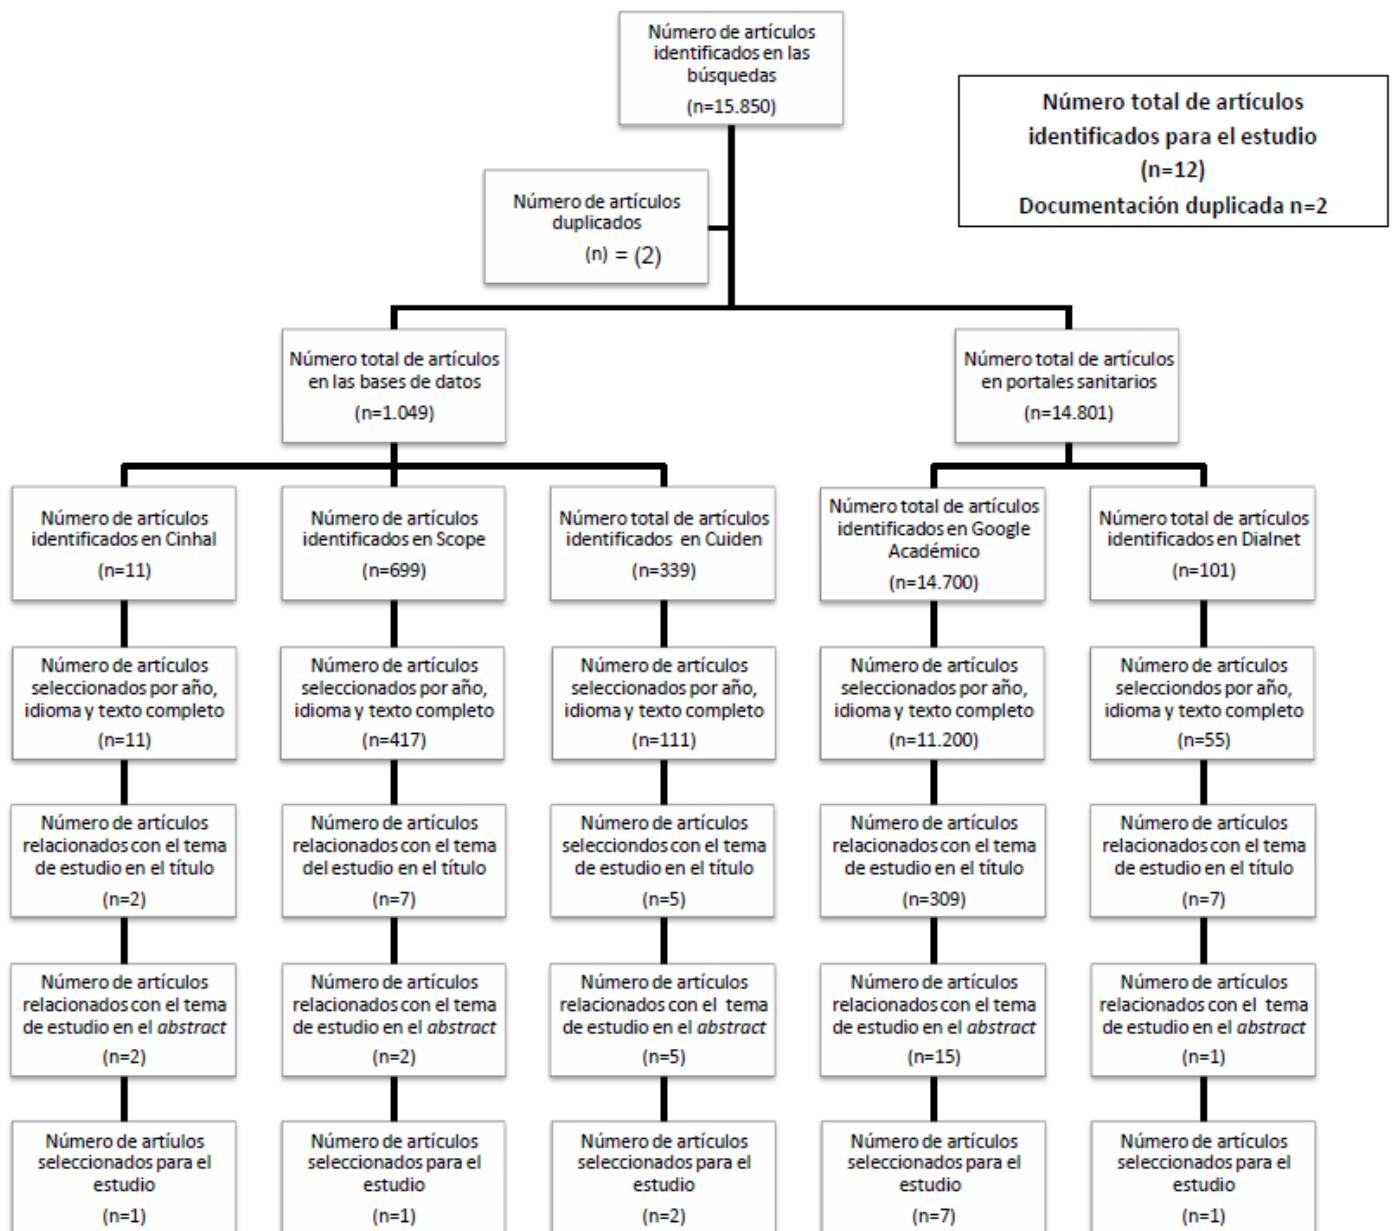 Número de artículos
identificados en las
búsquedas
(n=15.850)
Número total de artículos
identificados para el estudio
(n=12)
Documentación duplicada n=2
Número de artículos
duplicados
(n) = (2)
Número total de artículos
en las bases de datos
(n=1.049)
Número total de artículos
en portales sanitarios
(n=14.801)
Número de artículos
identificados en Cinhal
(n=11)
Número de artículos
identificados en Scope
(n=699)
Número total de artículos
identificados en Cuiden
(n=339)
Número total de artículos
identificados en Google
Académico
(n=14.700)
Número total de artículos
identificados en Dialnet
(n=101)
Número de artículos
seleccionados por año,
idioma y texto completo
(n=11)
Número de artículos
seleccionados por año,
idioma y texto completo
(n=417)
Número de artículos
seleccionados por año,
idioma y texto completo
(n=111)
Número de artículos
seleccionados por año,
idioma y texto completo
(n=11.200)
Número de artículos
selecciondos por año,
idioma y texto completo
(n=55)
Número de artículos
relacionados con el tema
de estudio en el título
(n=2)
Número de artículos
relacionados con el tema
del estudio en el título
(n=7)
Número de artículos
selecciondos con el tema
de estudio en el título
(n=5)
Número de artículos
relacionados con el tema
de estudio en el título
(n=309)
Número de artículos
relacionados con el tema
de estudio en el título
(n=7)
Número de artículos
relacionados con el tema
de estudio en el abstract
(n=2)
Número de artículos
relacionados con el tema
de estudio en el abstract
(n=2)
Número de artículos
relacionados con el tema
de estudio en el abstract
(n=5)
Número de artículos
relacionados con el tema
de estudio en el abstract
(n=15)
Número de artículos
relacionados con el tema
de estudio en el abstract
(n=1)
Número de artíulos
seleccionados para el
estudio
(n=1)
Número de artículos
seleccionados para el
estudio
(n=1)
Número de artículos
seleccionados para el
estudio
(n=2)
Número de artículos
seleccionados para el
estudio
(n=7)
Número de artículos
seleccionados para el
estudio
(n=1)